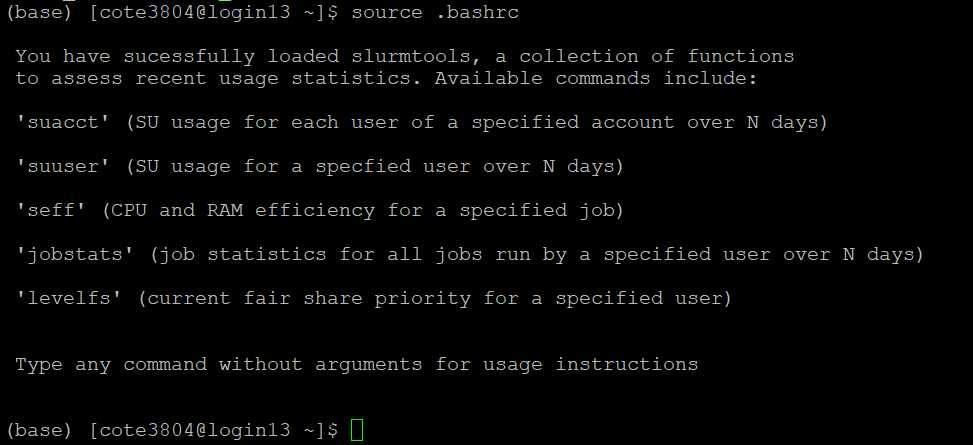 (base) [cote3804@login13 ~]$ source .bashrc
You have sucessfully loaded slurmtools, a collection of functions
to assess recent usage statistics. Available commands include:
'suacct' (SU usage for each user of a specified account over N days)
'suuser' (SU usage for a specfied user over N days)
'seff' (CPU and RAM efficiency for a specified job)
'jobstats' (job statistics for all jobs run by a specified user over N days)
'levelfs' (current fair share priority for a specified user)
Type any command without arguments for usage instructions
(base) [cote3804@login13 ~]$